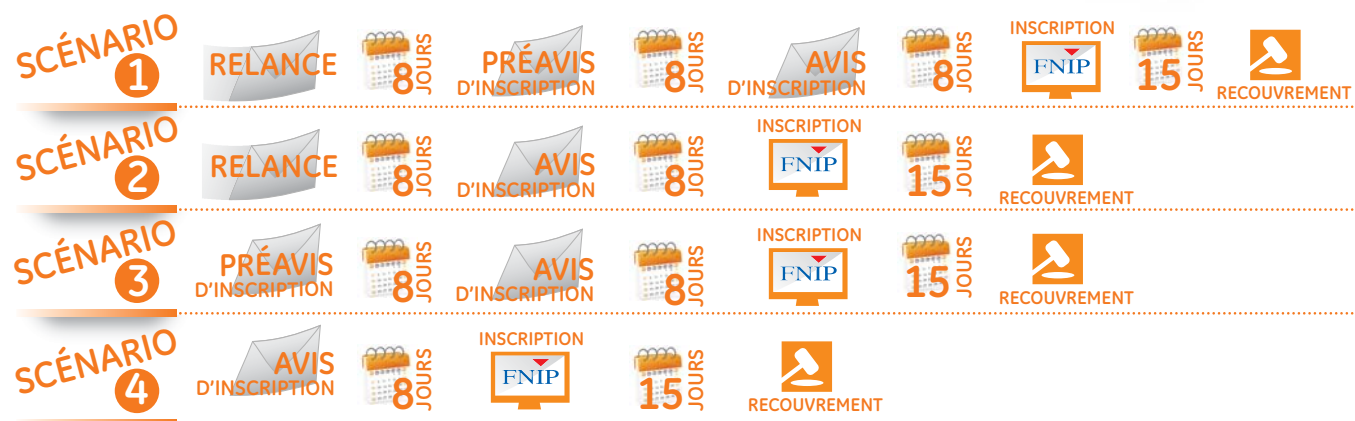 SCÉNARIO 1
RELANCE
8 JOURS
PRÉAVIS
D'INSCRIPTION
8 JOURS
AVIS
D'INSCRIPTION
8 JOURS
INSCRIPTION
FNIP
15 JOURS
RECOUVREMENT
SCÉNARIO 2
RELANCE
8 JOURS
AVIS
D'INSCRIPTION
8 JOURS
INSCRIPTION
FNIP
15 JOURS
RECOUVREMENT
SCÉNARIO 3
PRÉAVIS
D'INSCRIPTION
8 JOURS
AVIS
D'INSCRIPTION
8 JOURS
INSCRIPTION
FNIP
15 JOURS
RECOUVREMENT
SCÉNARIO 4
AVIS
D'INSCRIPTION
8 JOURS
INSCRIPTION
FNIP
15 JOURS
RECOUVREMENT